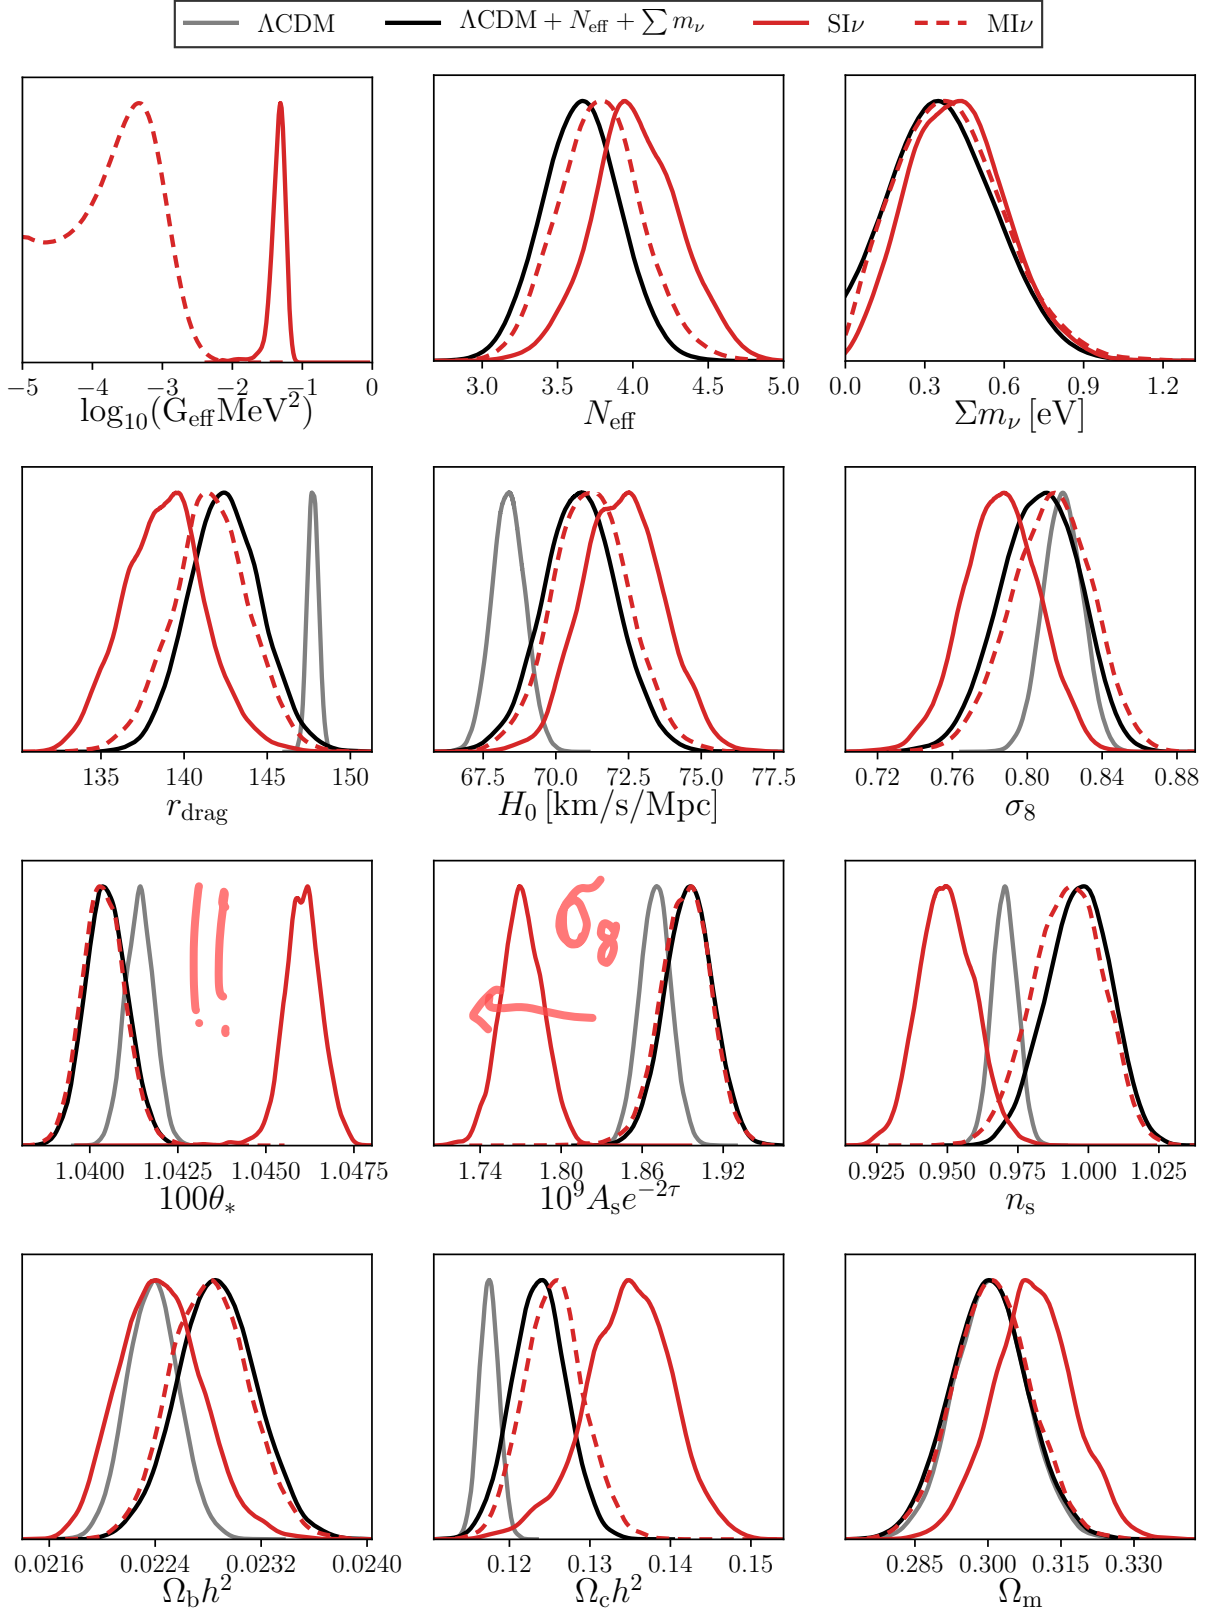 ΛCDM ΛCDM + N_eff + ∑ m_ν SIν MIν
−5 −4 −3 −2 −1 0
log₁₀(G_eff MeV²)
3.0 3.5 4.0 4.5 5.0
N_eff
0.0 0.3 0.6 0.9 1.2
Σm_ν [eV]
135 140 145 150
r_drag
67.5 70.0 72.5 75.0 77.5
H₀ [km/s/Mpc]
0.72 0.76 0.80 0.84 0.88
σ₈
!!
1.0400 1.0425 1.0450 1.0475
100θ_*
σ₈
1.74 1.80 1.86 1.92
10⁹A_s e^{−2τ}
0.925 0.950 0.975 1.000 1.025
n_s
0.0216 0.0224 0.0232 0.0240
Ω_b h²
0.12 0.13 0.14 0.15
Ω_c h²
0.285 0.300 0.315 0.330
Ω_m